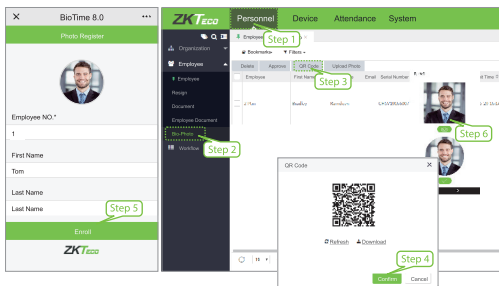 BioTime 8.0
Photo Register
Employee NO.*
1
First Name
Tom
Last Name
Last Name
Step 5
Enroll
ZKTeco
ZKTeco
Personnel
Device
Attendance
System
Step 1
Organization
Employee
Employee
Resign
Document
Employee Document
Bio-Photo
Workflow
Step 2
Employee
Bookmarks
Filters
Delete
Approve
QR Code
Upload Photo
Step 3
Employee
First Name
Email
Serial Number
Step 6
QR Code
Refresh
Download
Step 4
Confirm
Cancel